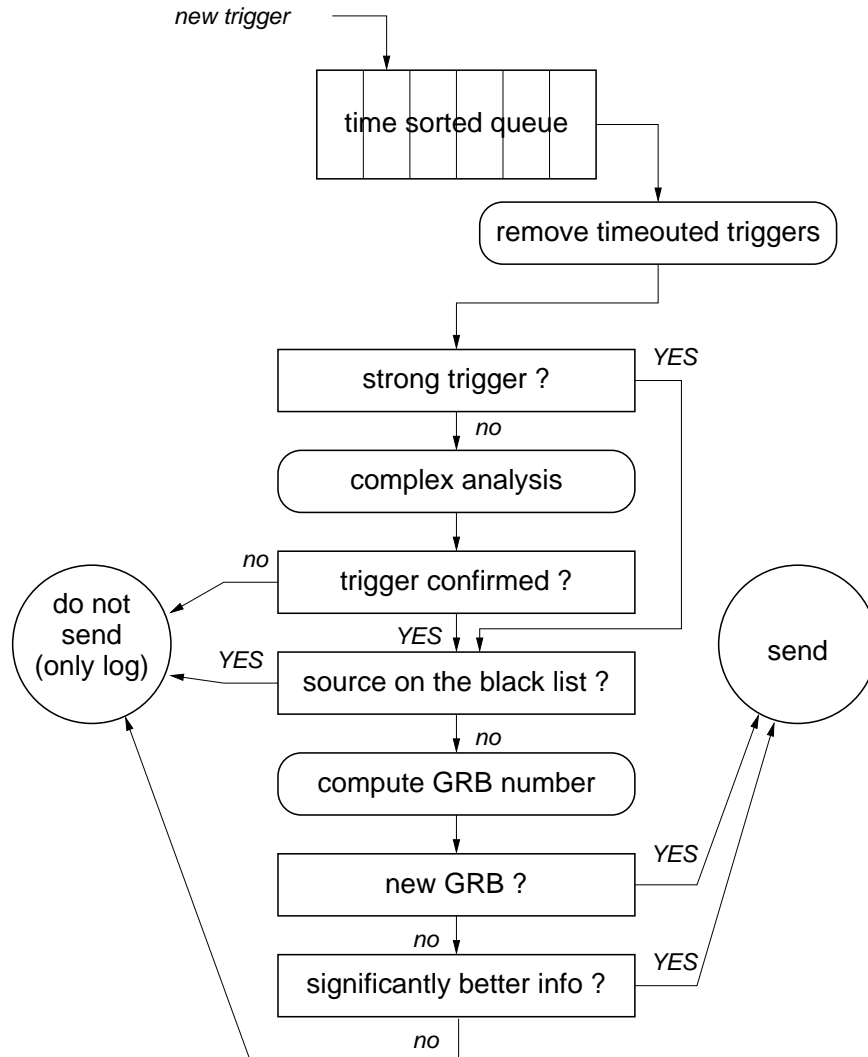 new trigger
time sorted queue
remove timeouted triggers
strong trigger ?
YES
no
complex analysis
no
trigger confirmed ?
do not
send
(only log)
YES
YES
source on the black list ?
send
no
compute GRB number
new GRB ?
YES
no
significantly better info ?
YES
no